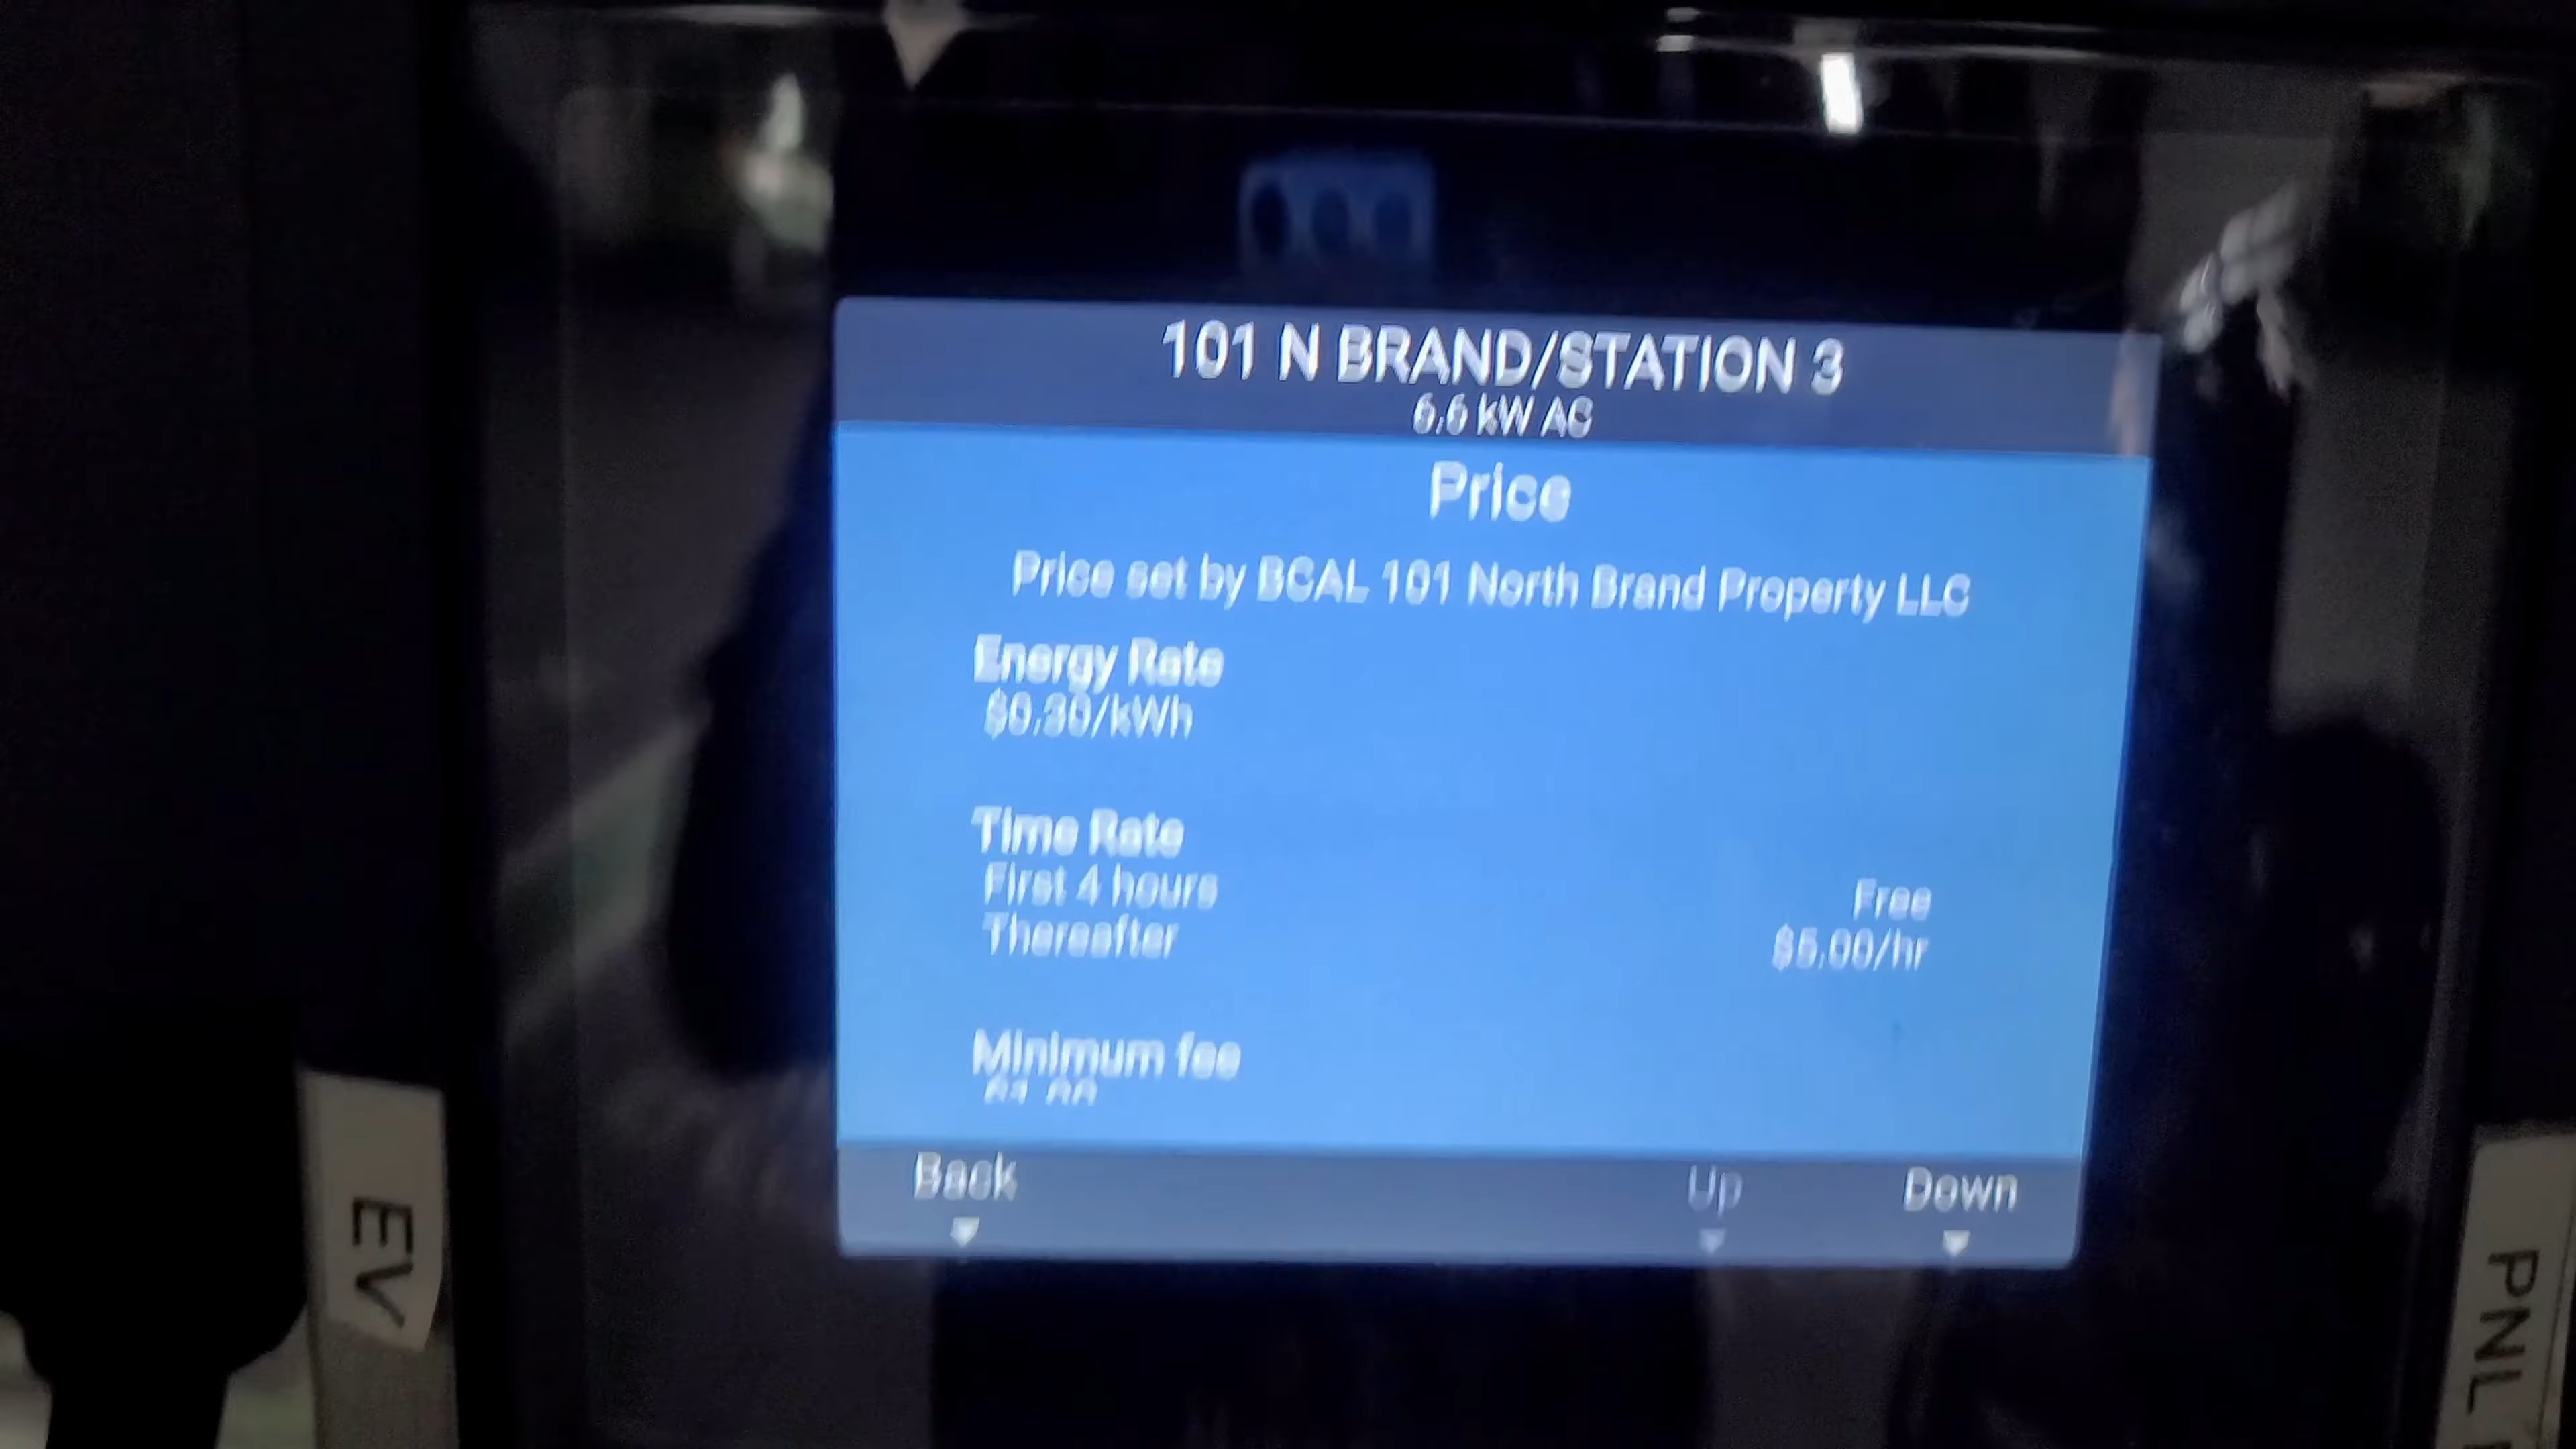 101 N BRAND/STATION 3
6.6 kW AC
Price
Price set by BCAL 101 North Brand Property LLC
Energy Rate
$0.30/kWh
Time Rate
First 4 hours Free
Thereafter $5.00/hr
Minimum fee
Back Up Down
EV
PNL